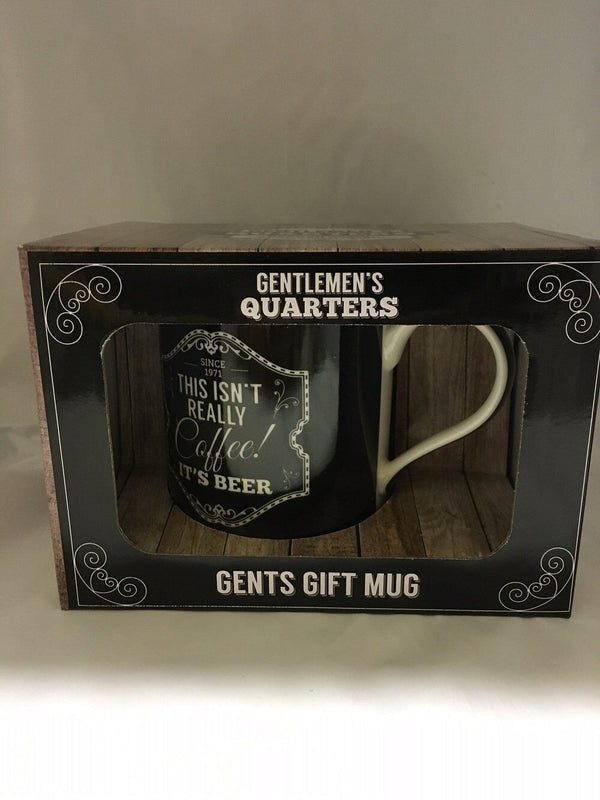 GENTLEMEN'S
QUARTERS
SINCE
1971
THIS ISN'T
REALLY
Coffee!
IT'S BEER
GENTS GIFT MUG